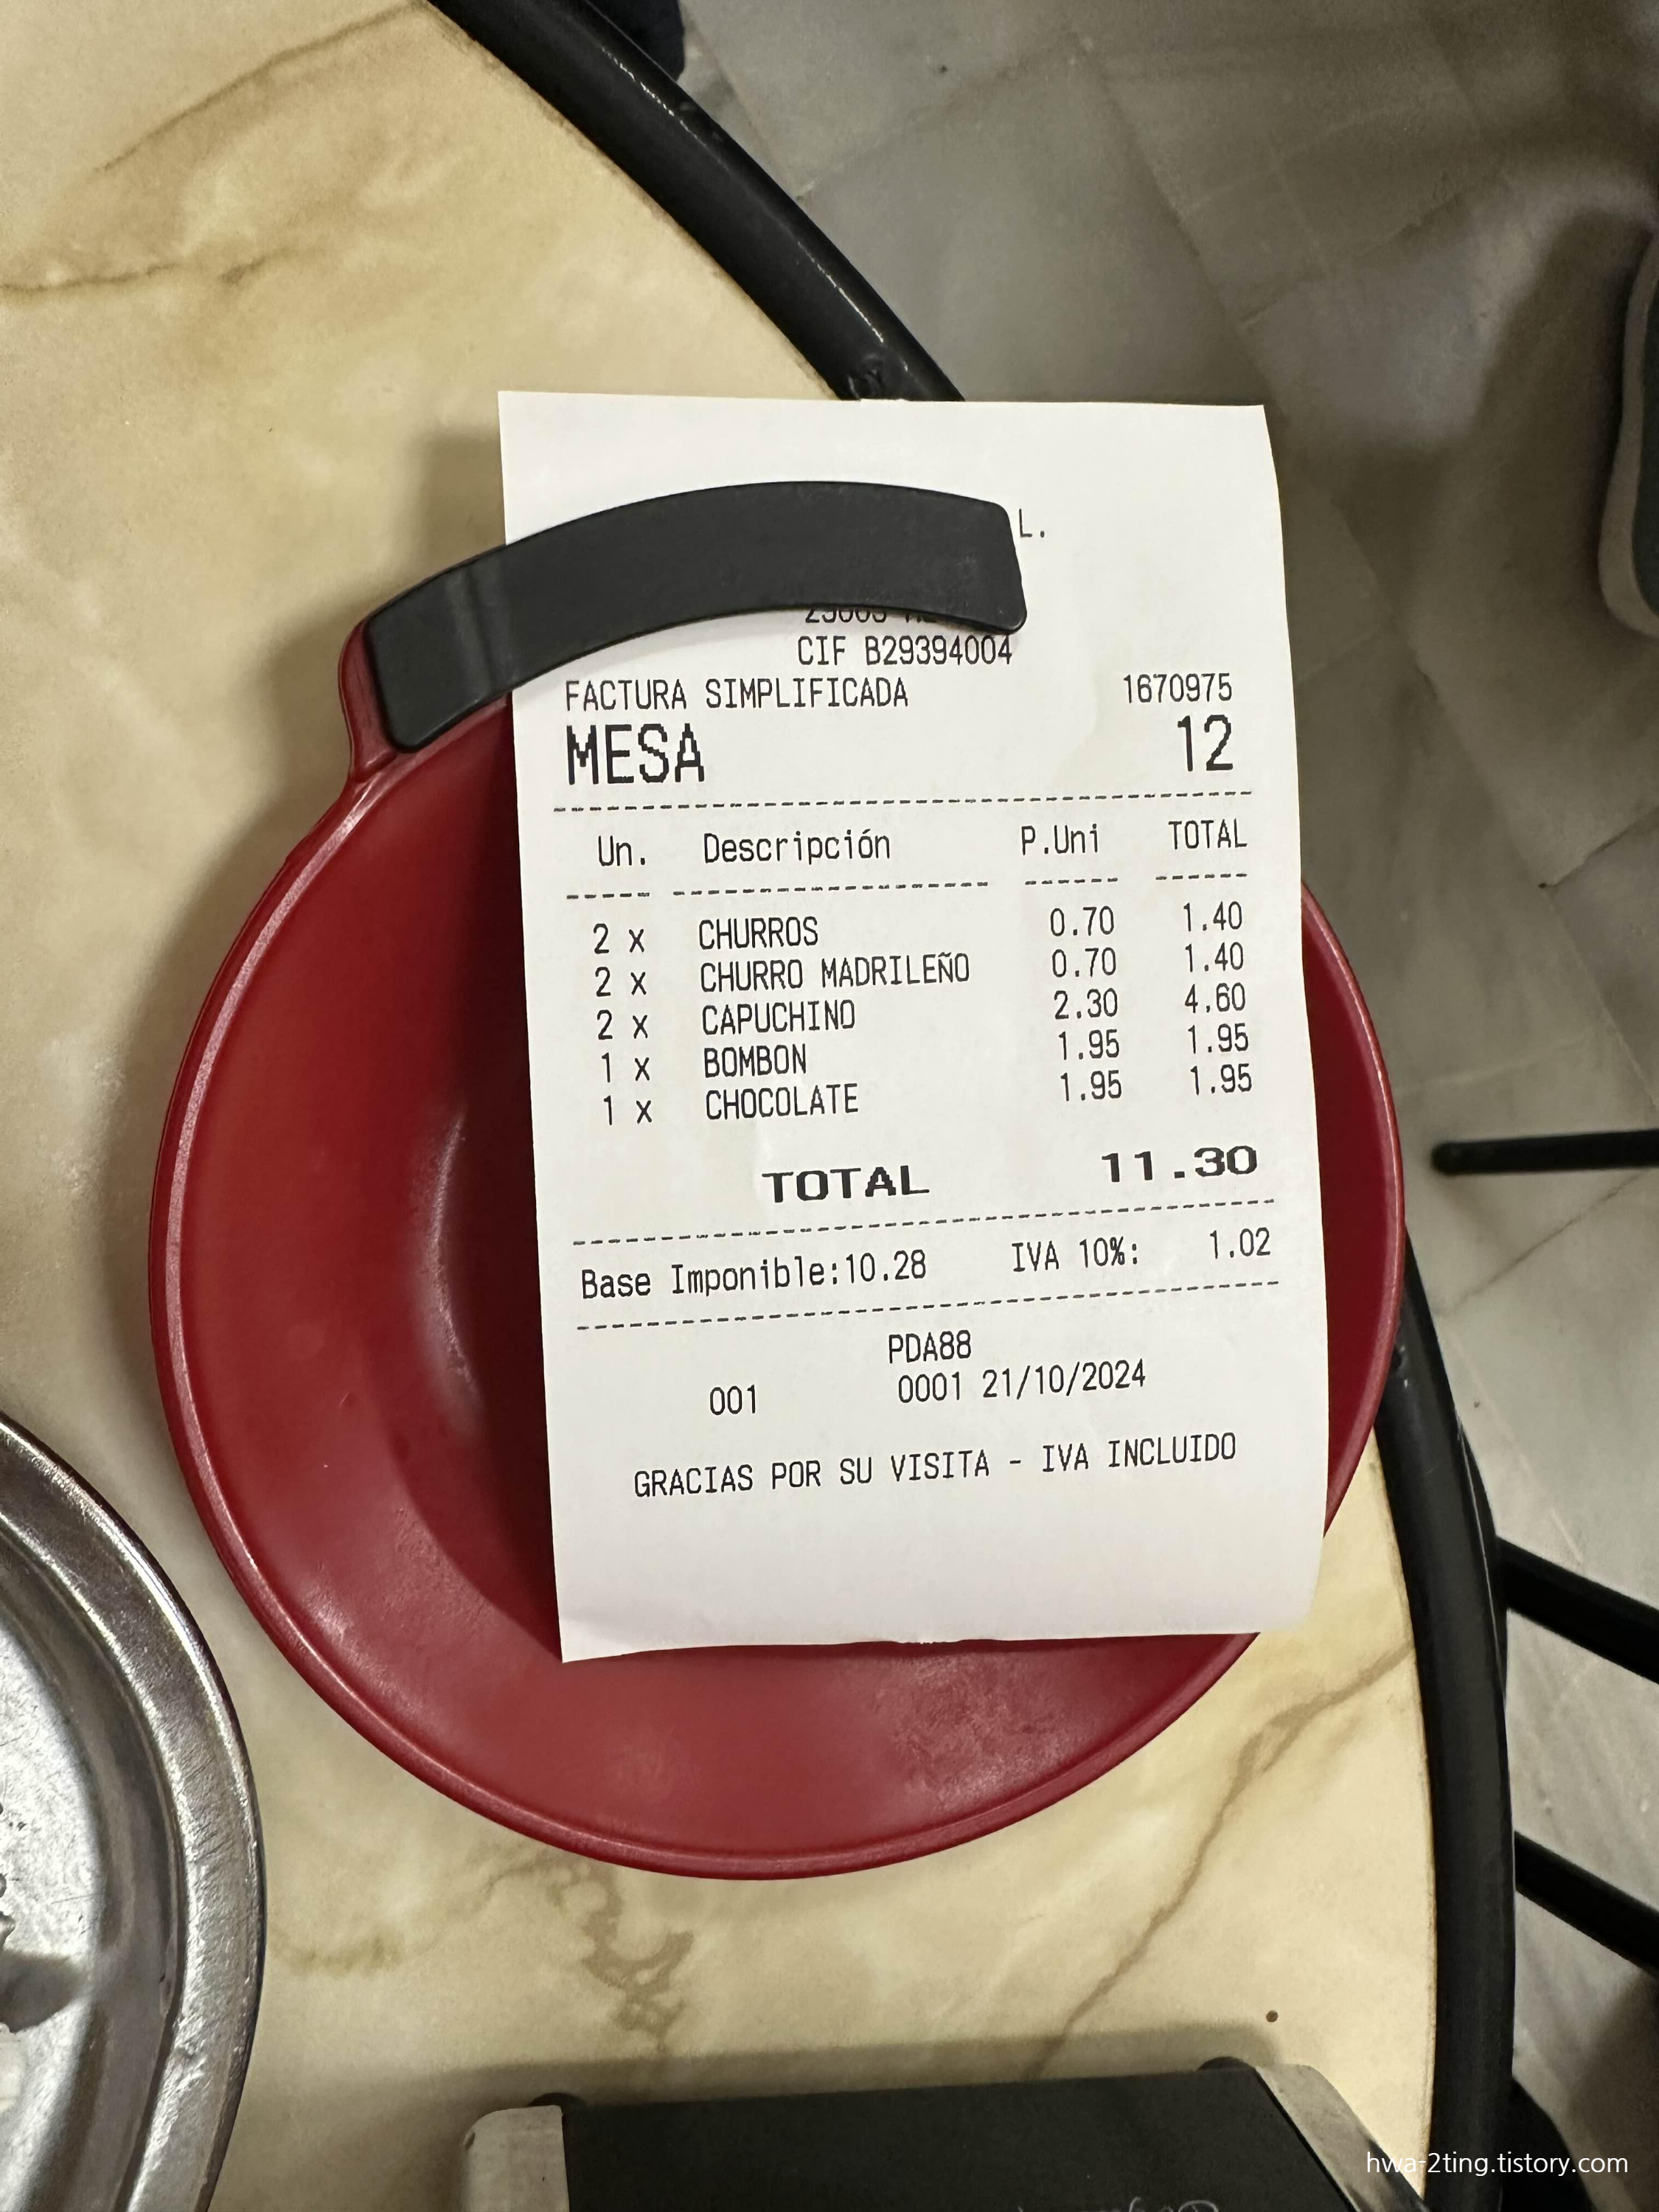 L.
CIF B29394004
FACTURA SIMPLIFICADA 1670975
MESA 12
Un. Descripción P.Uni TOTAL
2 x CHURROS 0.70 1.40
2 x CHURRO MADRILEÑO 0.70 1.40
2 x CAPUCHINO 2.30 4.60
1 x BOMBON 1.95 1.95
1 x CHOCOLATE 1.95 1.95
TOTAL 11.30
Base Imponible:10.28 IVA 10%: 1.02
PDA88
001 0001 21/10/2024
GRACIAS POR SU VISITA - IVA INCLUIDO
hwa-2ting.tistory.com